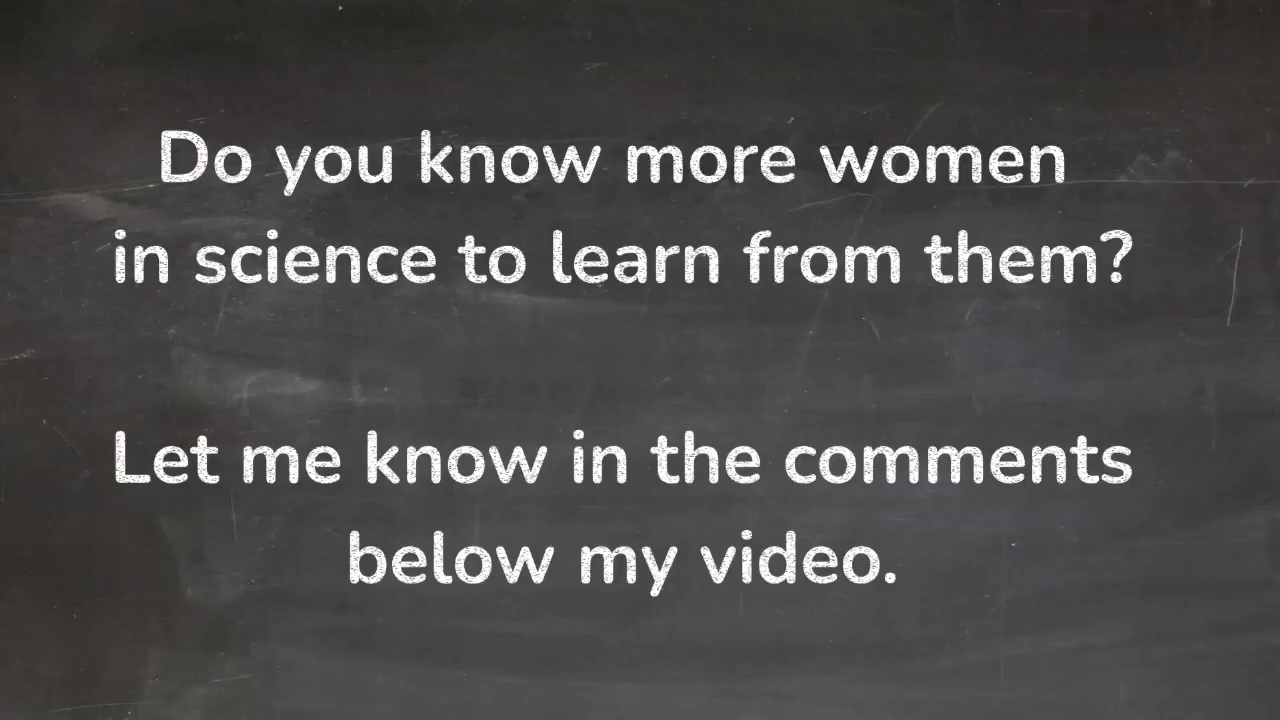 Do you know more women
in science to learn from them?
Let me know in the comments
below my video.